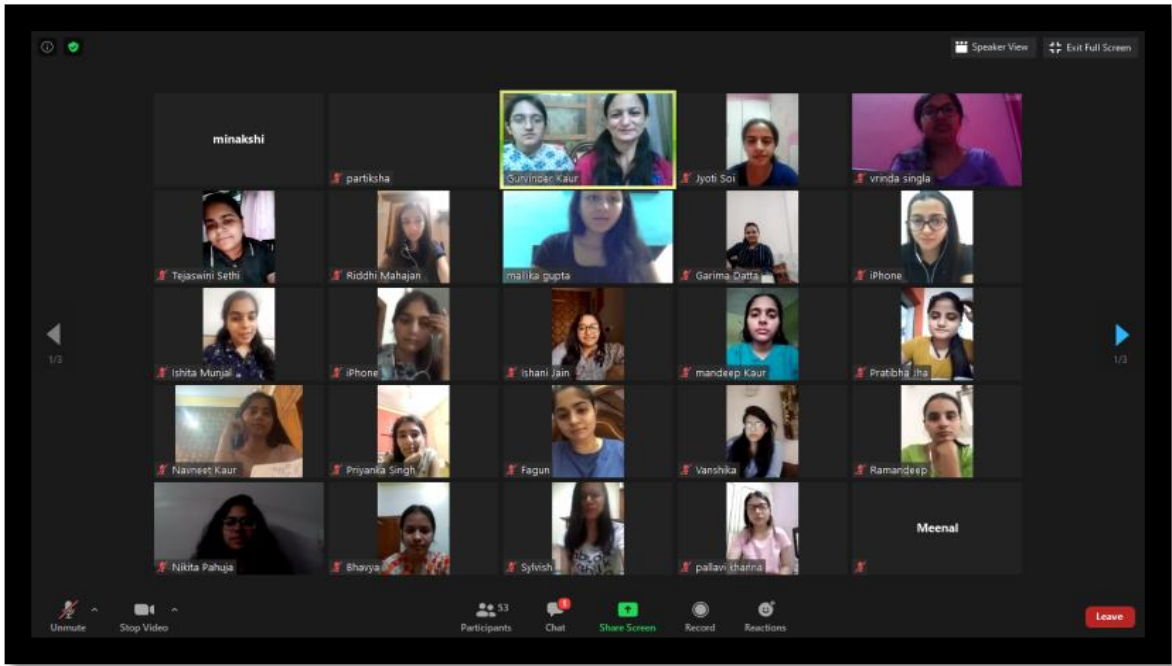 Speaker View
Exit Full Screen
minakshi
partiksha
Gurvinder Kaur
Jyoti Soi
vrinda singla
Tejaswini Sethi
Riddhi Mahajan
mallika gupta
Garima Datta
iPhone
Ishita Munjal
iPhone
Ishani Jain
mandeep Kaur
Pratibha Jha
Navneet Kaur
Priyanka Singh
Fagun
Vanshika
Ramandeep
Nikita Pahuja
Bhavya
Sylvish
pallavi khanna
Meenal
1/3
1/3
Unmute
Stop Video
53
Participants
1
Chat
Share Screen
Record
Reactions
Leave